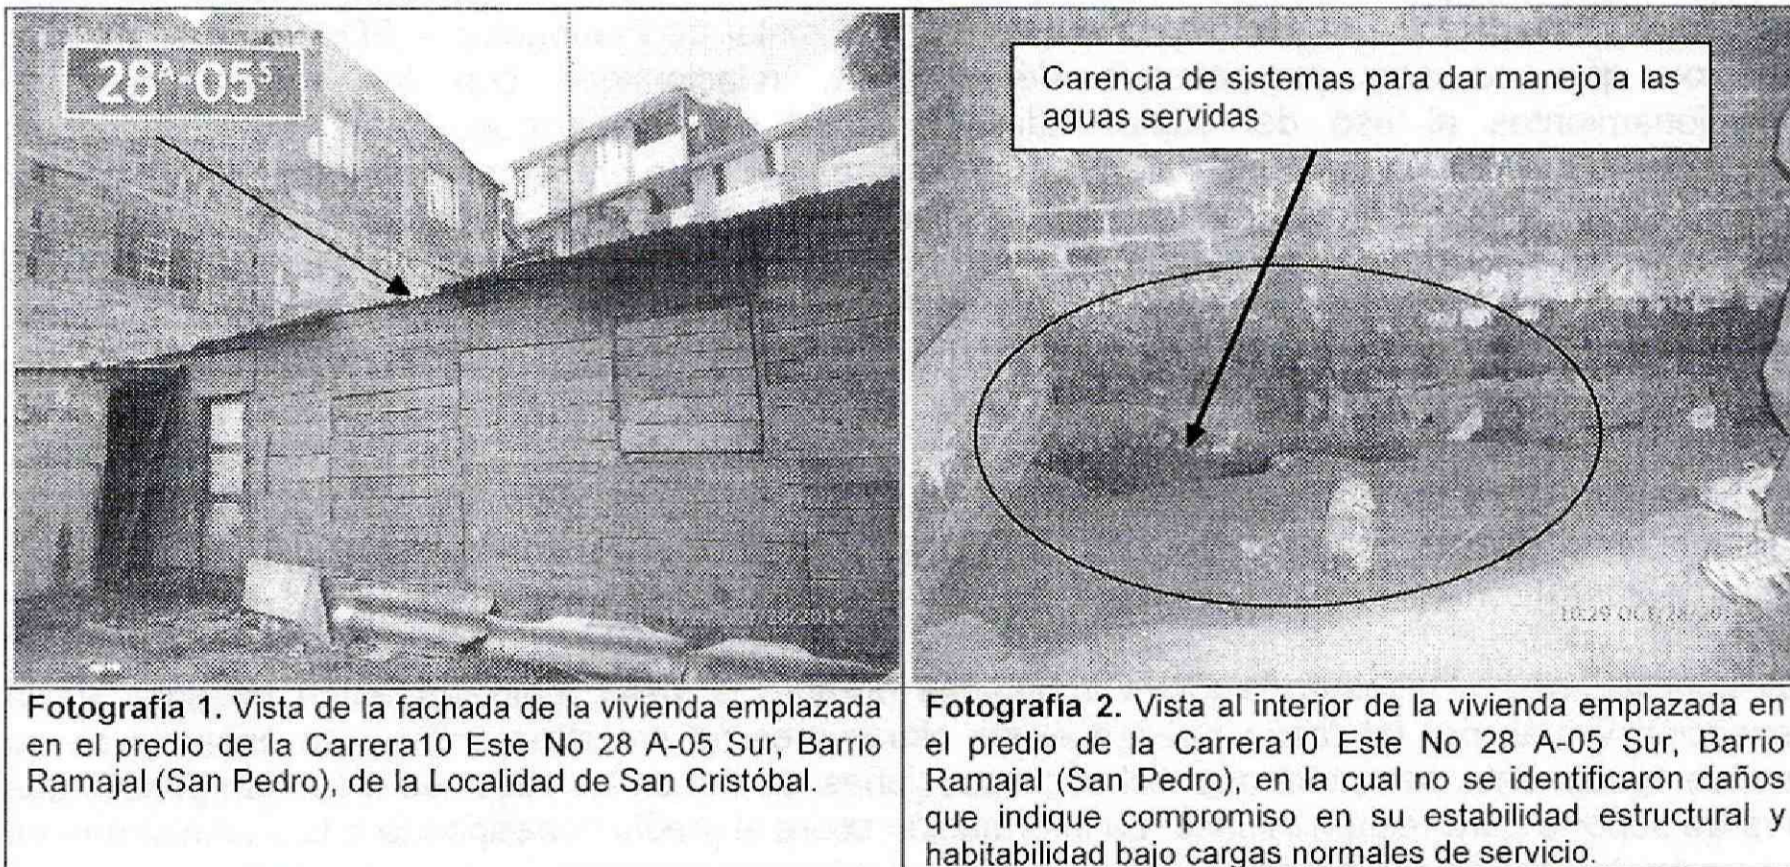 28A-05S
Carencia de sistemas para dar manejo a las
aguas servidas
Fotografía 1. Vista de la fachada de la vivienda emplazada
en el predio de la Carrera10 Este No 28 A-05 Sur, Barrio
Ramajal (San Pedro), de la Localidad de San Cristóbal.
10:29 OCT/28/
Fotografía 2. Vista al interior de la vivienda emplazada en
el predio de la Carrera10 Este No 28 A-05 Sur, Barrio
Ramajal (San Pedro), en la cual no se identificaron daños
que indique compromiso en su estabilidad estructural y
habitabilidad bajo cargas normales de servicio.